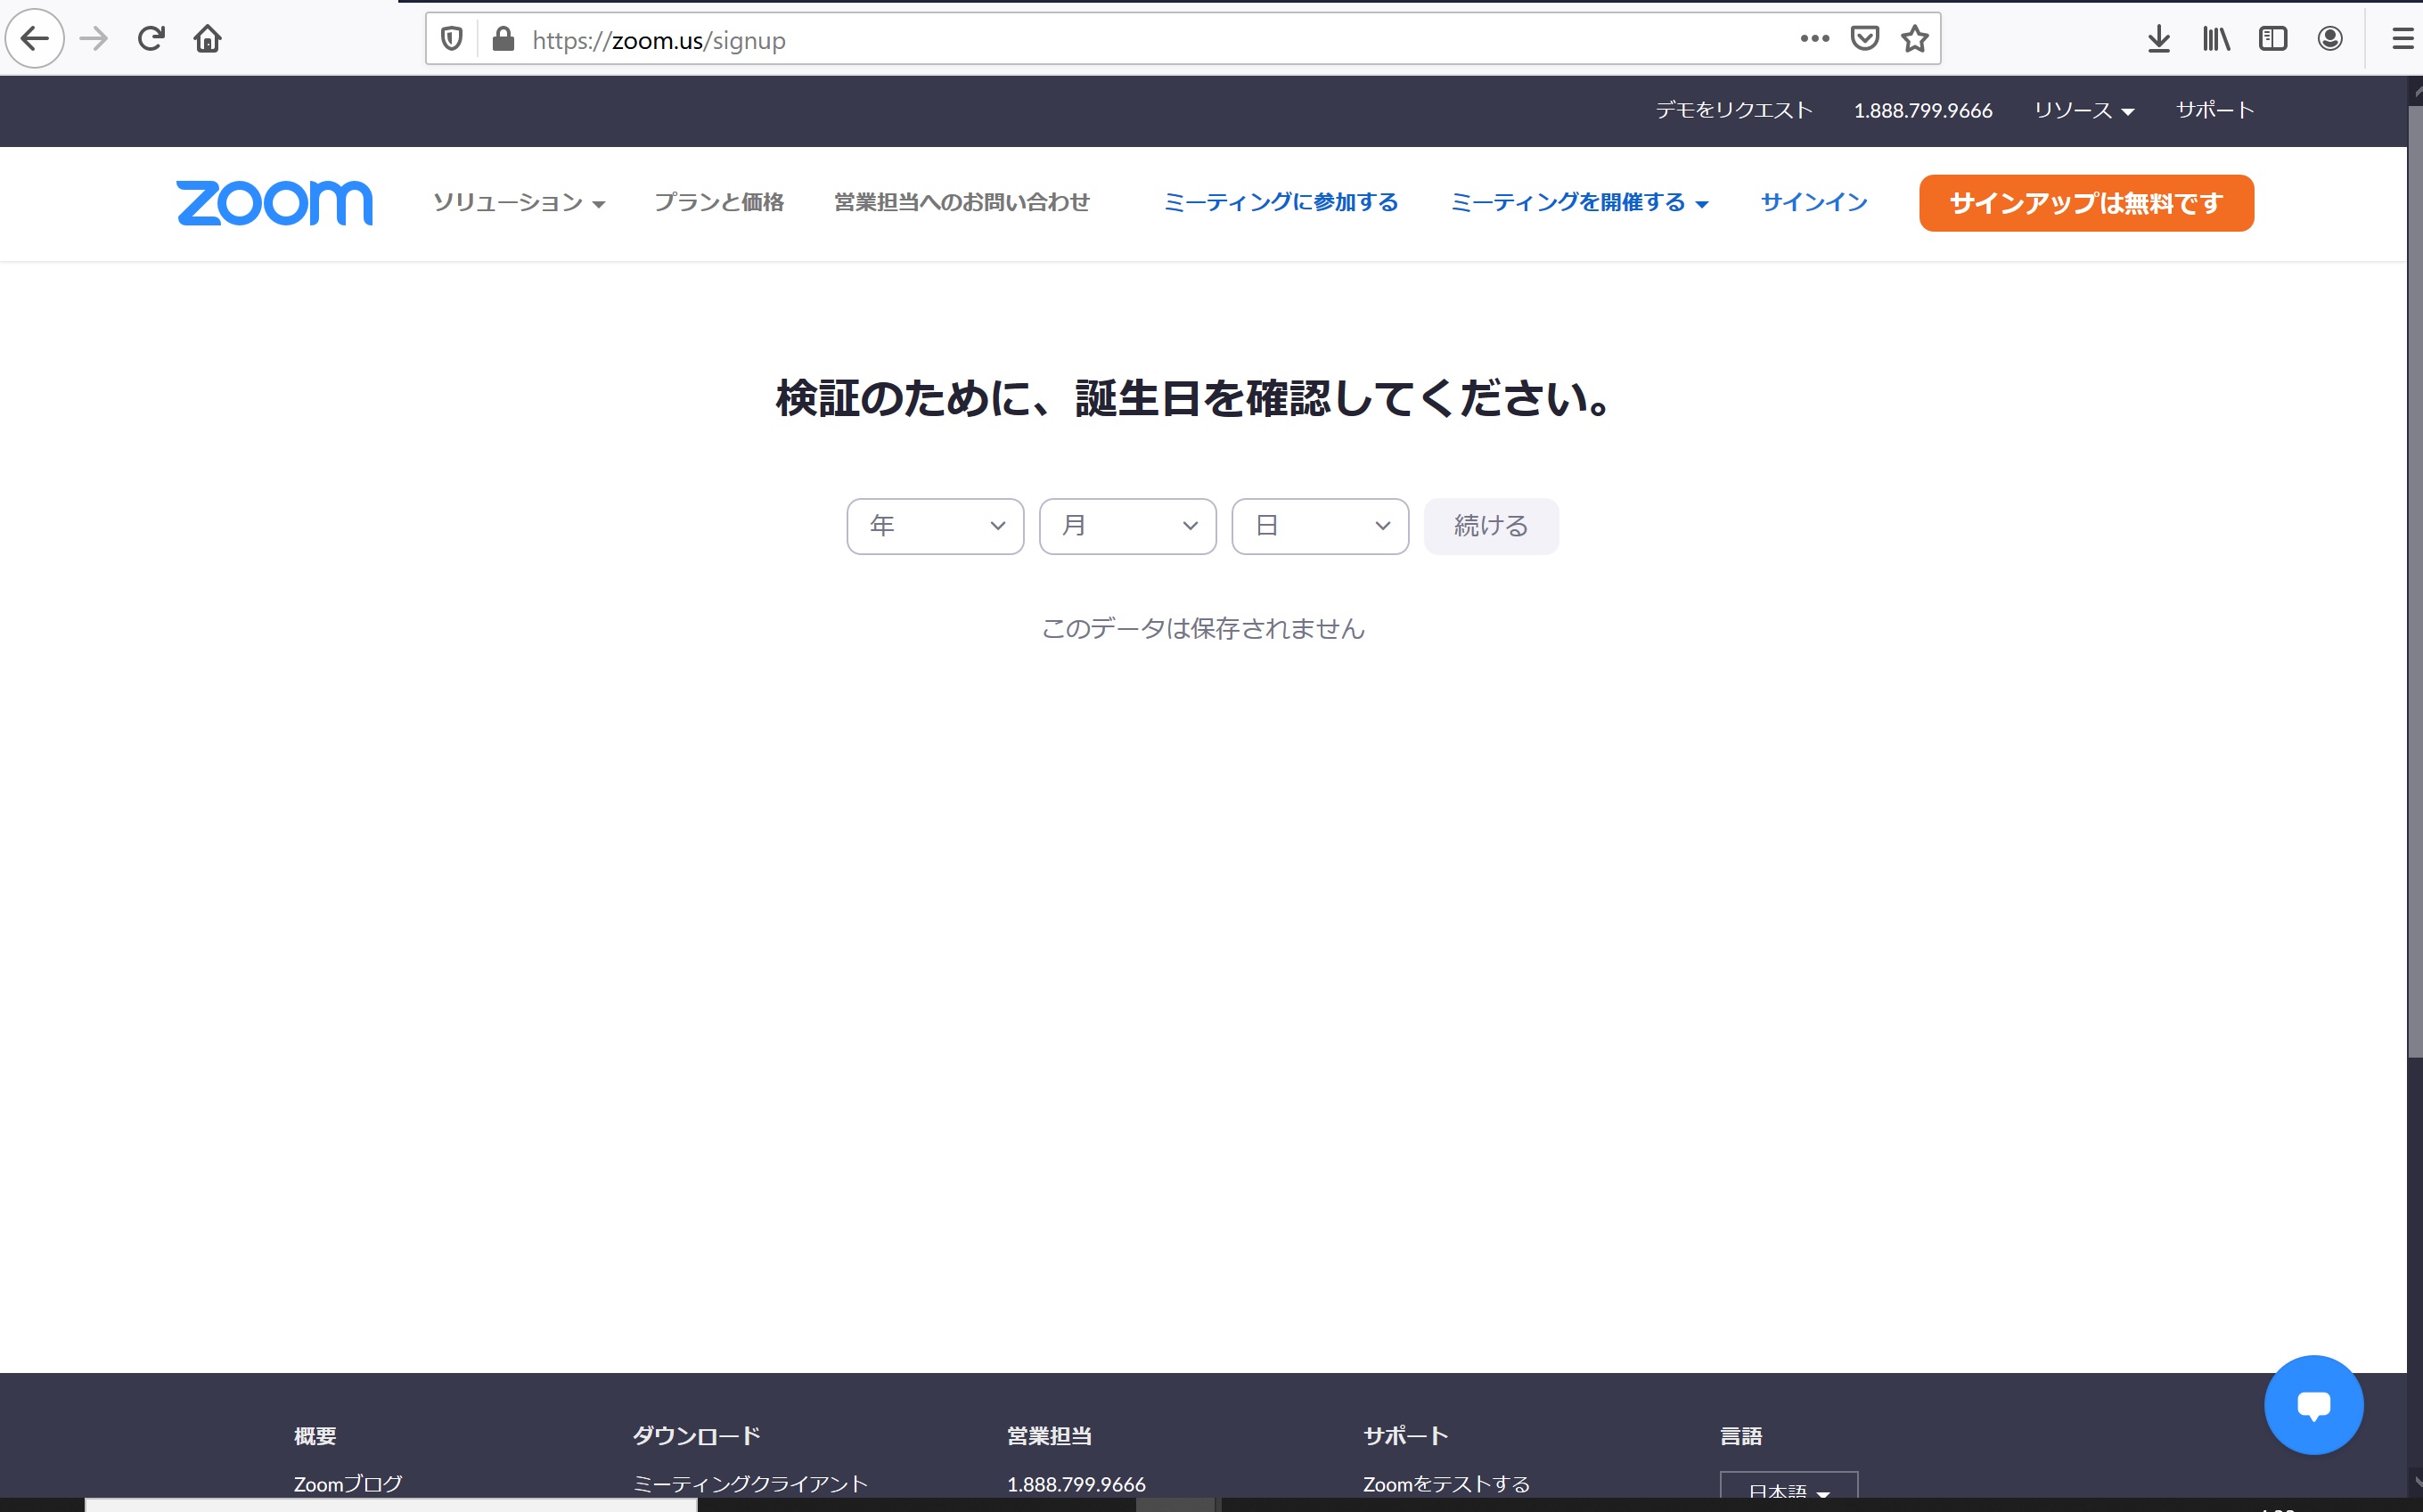 https://zoom.us/signup
デモをリクエスト 1.888.799.9666 リソース サポート
zoom ソリューション プランと価格 営業担当へのお問い合わせ ミーティングに参加する ミーティングを開催する サインイン サインアップは無料です
検証のために、誕生日を確認してください。
年 月 日 続ける
このデータは保存されません
概要 ダウンロード 営業担当 サポート 言語
Zoomブログ ミーティングクライアント 1.888.799.9666 Zoomをテストする 日本語